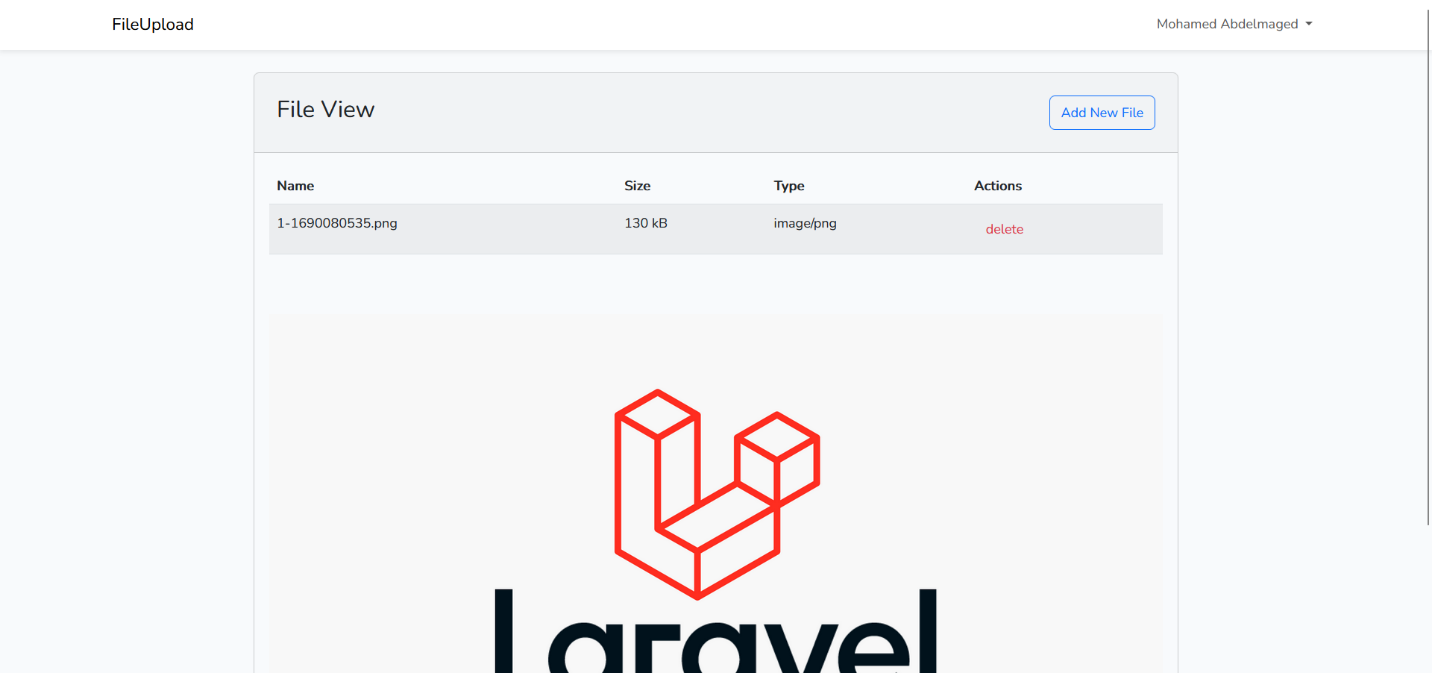 FileUpload Mohamed Abdelmaged
File View Add New File
Name Size Type Actions
1-1690080535.png 130 kB image/png delete
Laravel